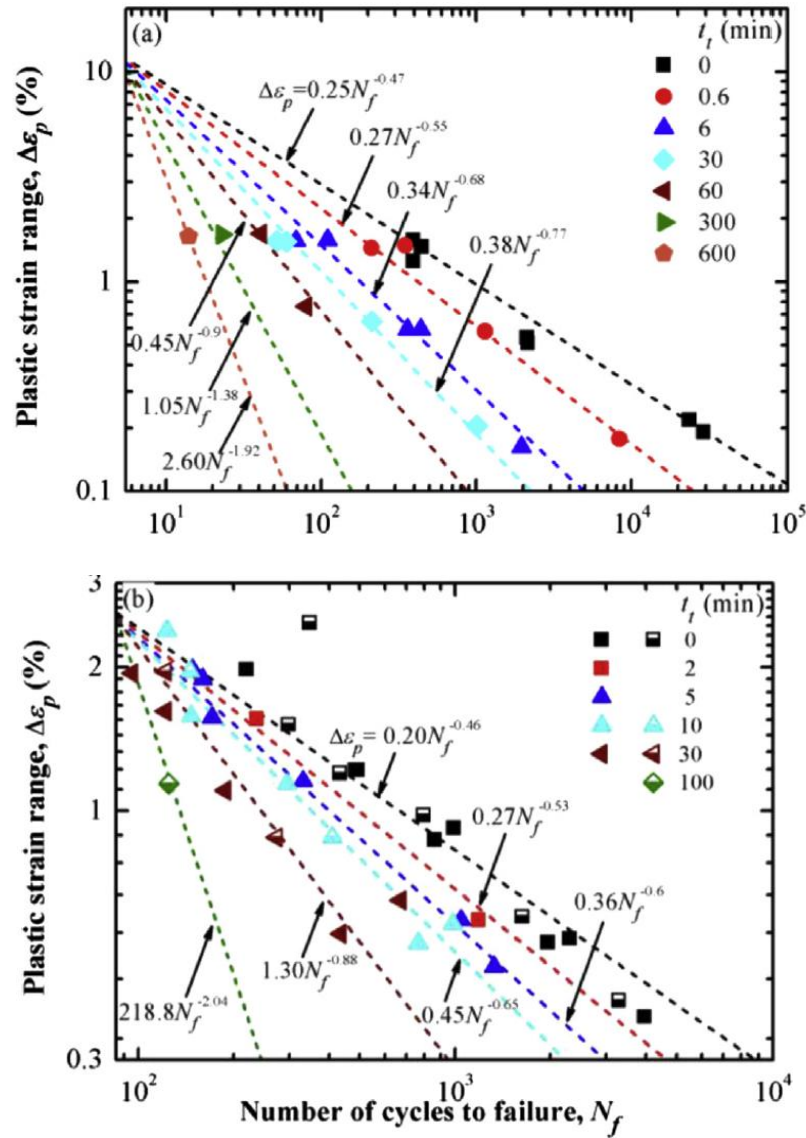 (a)
t_t (min)
0
0.6
6
30
60
300
600
Δε_p=0.25N_f^-0.47
0.27N_f^-0.55
0.34N_f^-0.68
0.38N_f^-0.77
0.45N_f^-0.9
1.05N_f^-1.38
2.60N_f^-1.92
Plastic strain range, Δε_p (%)
10
1
0.1
10^1
10^2
10^3
10^4
10^5
(b)
t_t (min)
0
2
5
10
30
100
Δε_p= 0.20N_f^-0.46
0.27N_f^-0.53
0.36N_f^-0.6
0.45N_f^-0.65
1.30N_f^-0.88
218.8N_f^-2.04
Plastic strain range, Δε_p (%)
3
2
1
0.3
10^2
10^3
10^4
Number of cycles to failure, N_f